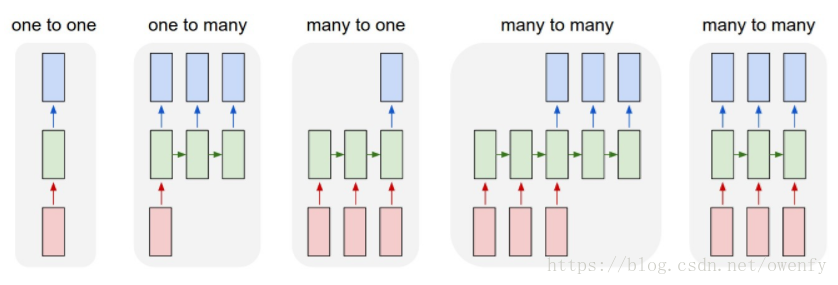 one to one
one to many
many to one
many to many
many to many
https://blog.csdn.net/owenfy